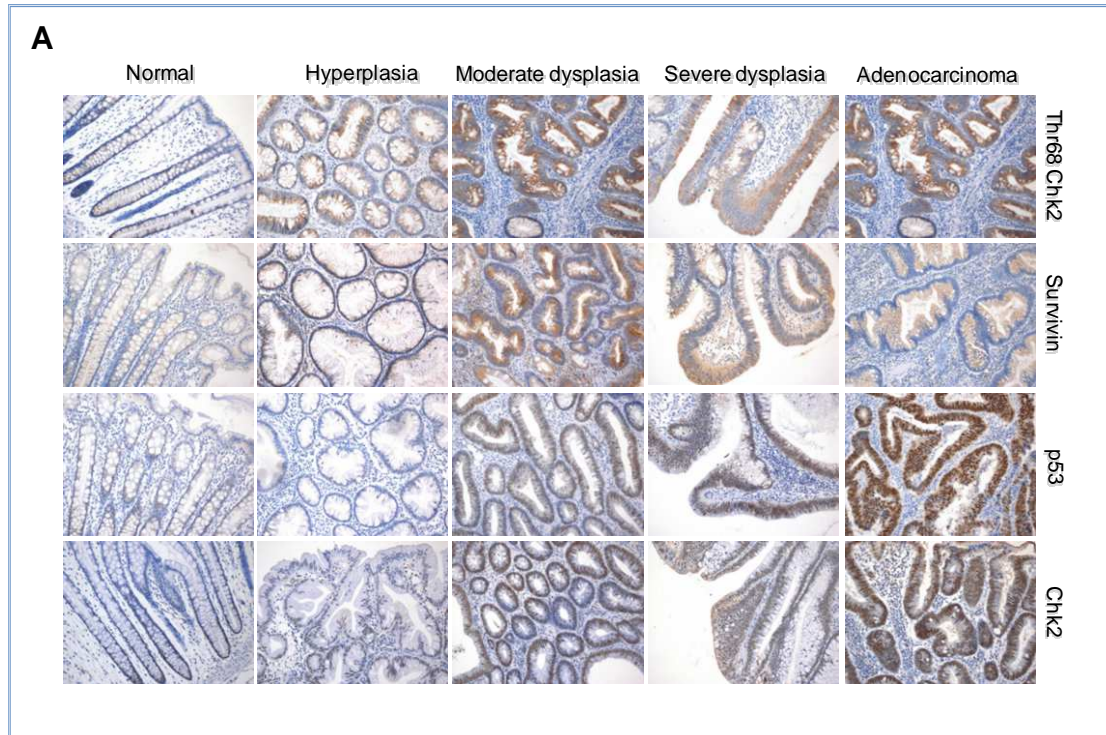 A
Normal
Hyperplasia
Moderate dysplasia
Severe dysplasia
Adenocarcinoma
Thr68 Chk2
Survivin
p53
Chk2